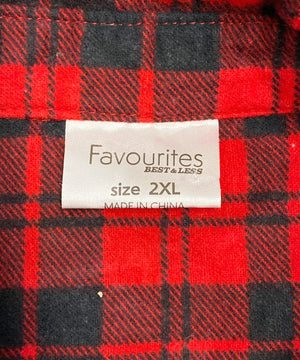 Favourites
BEST&LESS
size 2XL
MADE IN CHINA